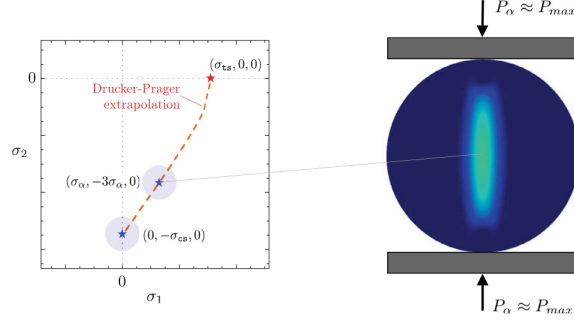 P_α ≈ P_max
(σ_ts, 0, 0)
0
Drucker-Prager
extrapolation
σ_2
(σ_α, −3σ_α, 0)
(0, −σ_cs, 0)
0
σ_1
P_α ≈ P_max